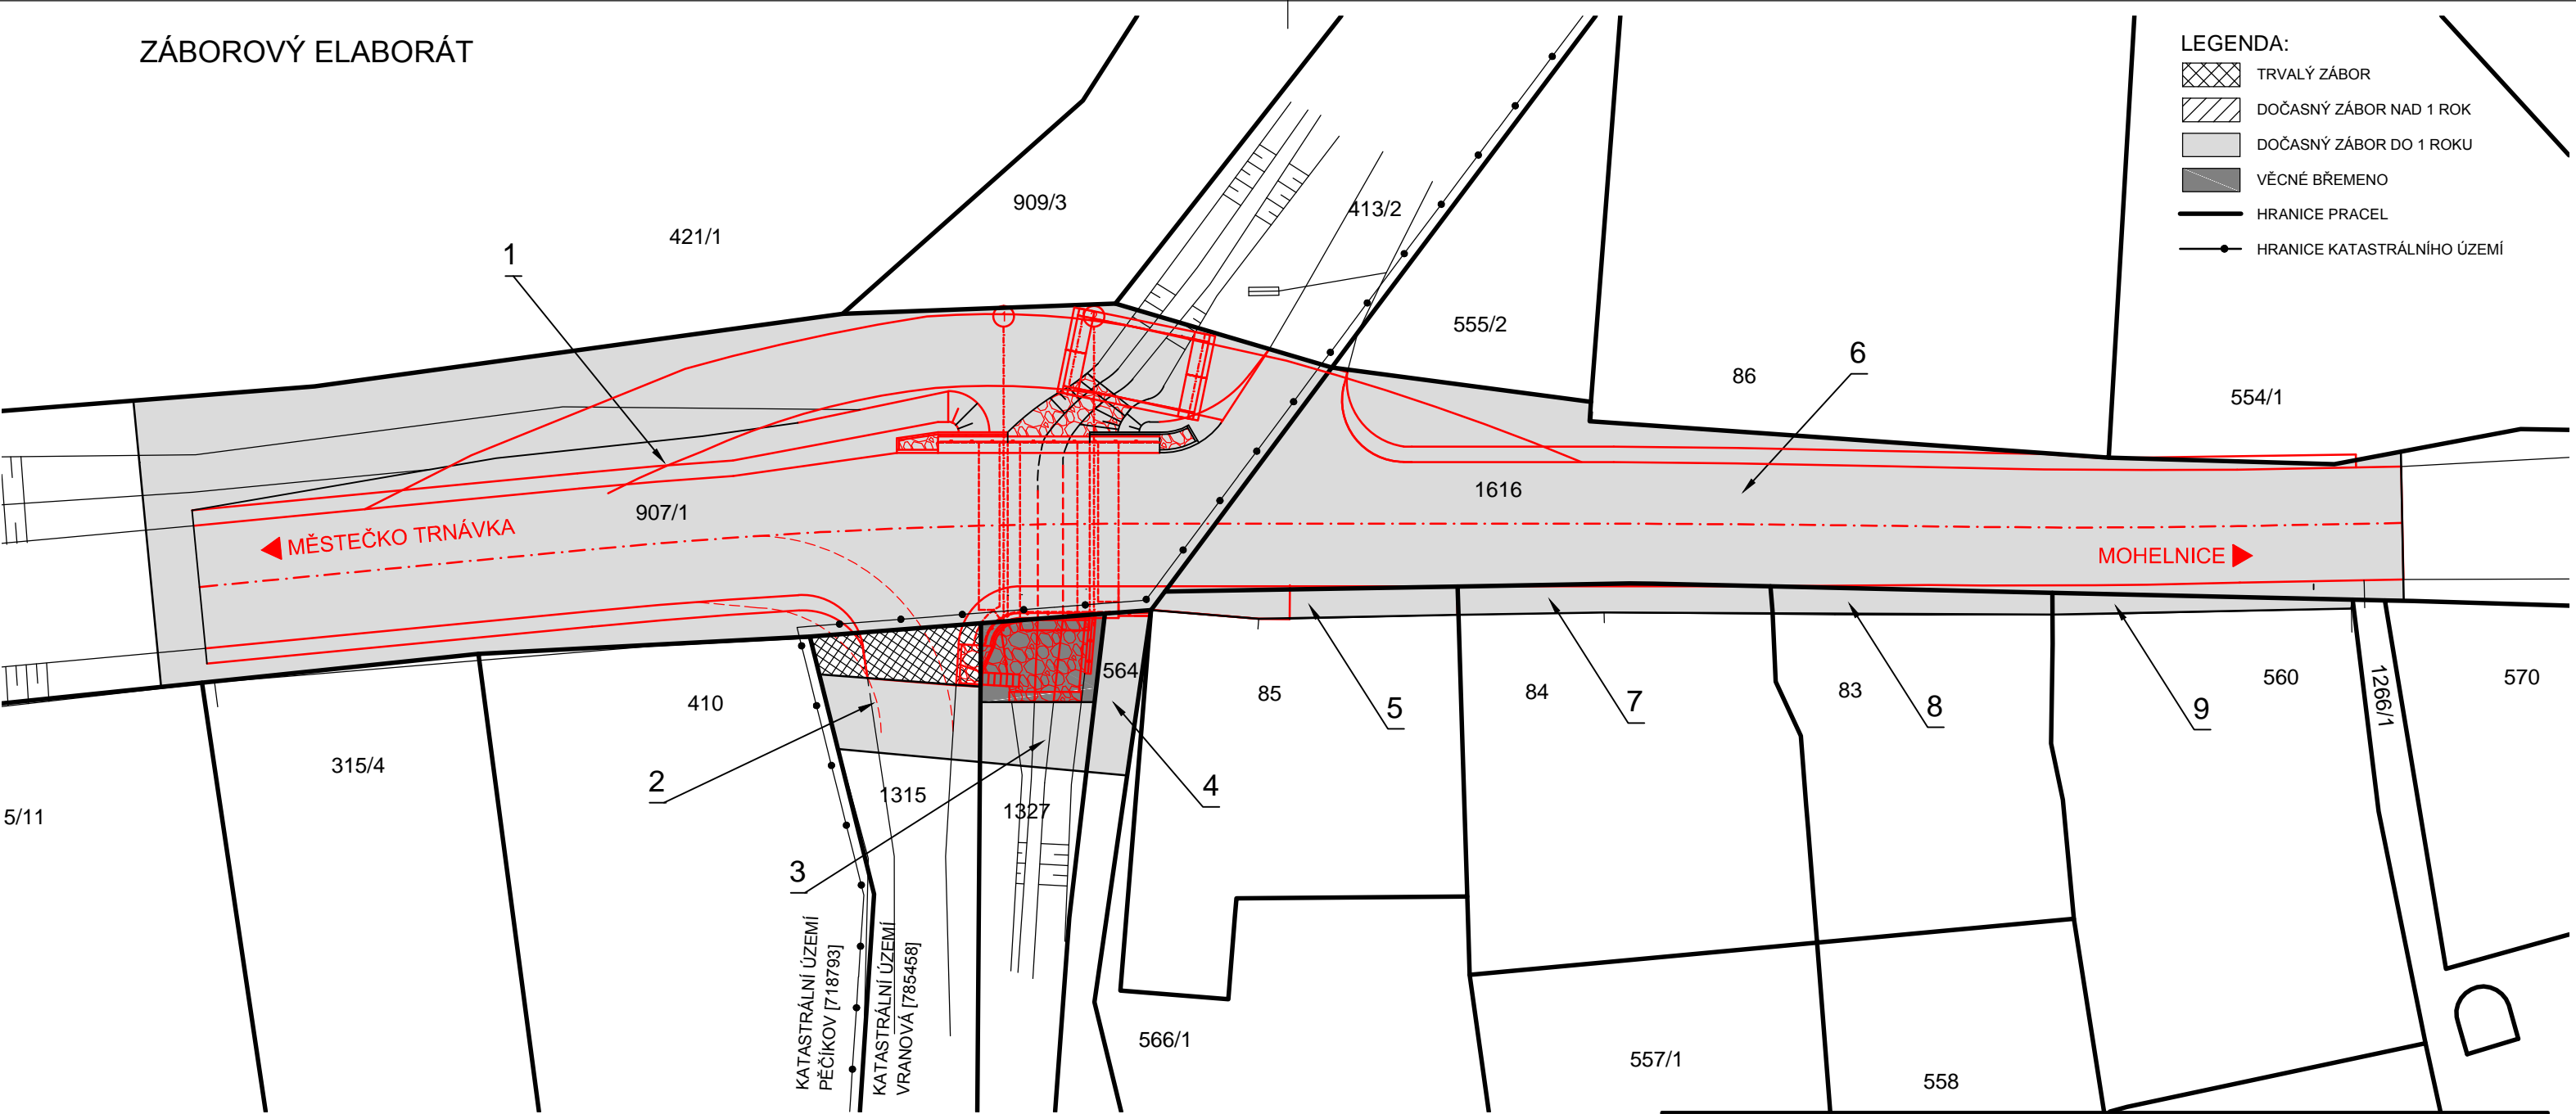 ZÁBOROVÝ ELABORÁT
LEGENDA:
TRVALÝ ZÁBOR
DOČASNÝ ZÁBOR NAD 1 ROK
DOČASNÝ ZÁBOR DO 1 ROKU
VĚCNÉ BŘEMENO
HRANICE PRACEL
HRANICE KATASTRÁLNÍHO ÚZEMÍ
909/3
413/2
421/1
1
555/2
6
86
554/1
1616
907/1
MĚSTEČKO TRNÁVKA
MOHELNICE
564
410
85
5
84
7
83
8
9
560
1266/1
570
315/4
2
1315
4
1327
5/11
3
KATASTRÁLNÍ ÚZEMÍ
PĚČÍKOV [718793]
KATASTRÁLNÍ ÚZEMÍ
VRANOVÁ [785458]
566/1
557/1
558